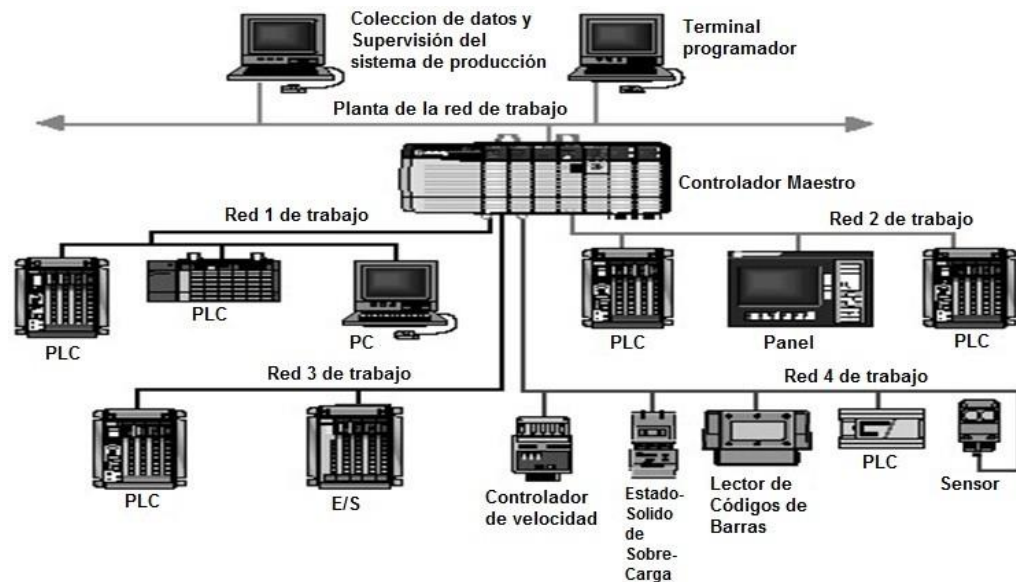 Coleccion de datos y
Supervisión del
sistema de producción
Terminal
programador
Planta de la red de trabajo
Controlador Maestro
Red 1 de trabajo
Red 2 de trabajo
PLC
PLC
PC
PLC
Panel
PLC
Red 3 de trabajo
Red 4 de trabajo
PLC
E/S
Controlador
de velocidad
Estado-
Solido
de
Sobre-
Carga
Lector de
Códigos de
Barras
PLC
Sensor